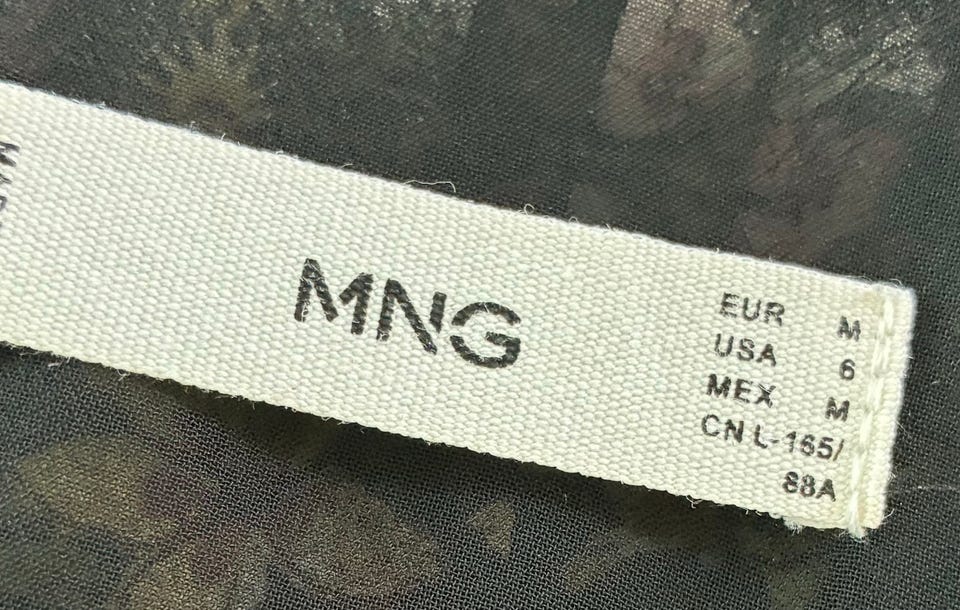 MNG
EUR M
USA 6
MEX M
CN L-165/
88A